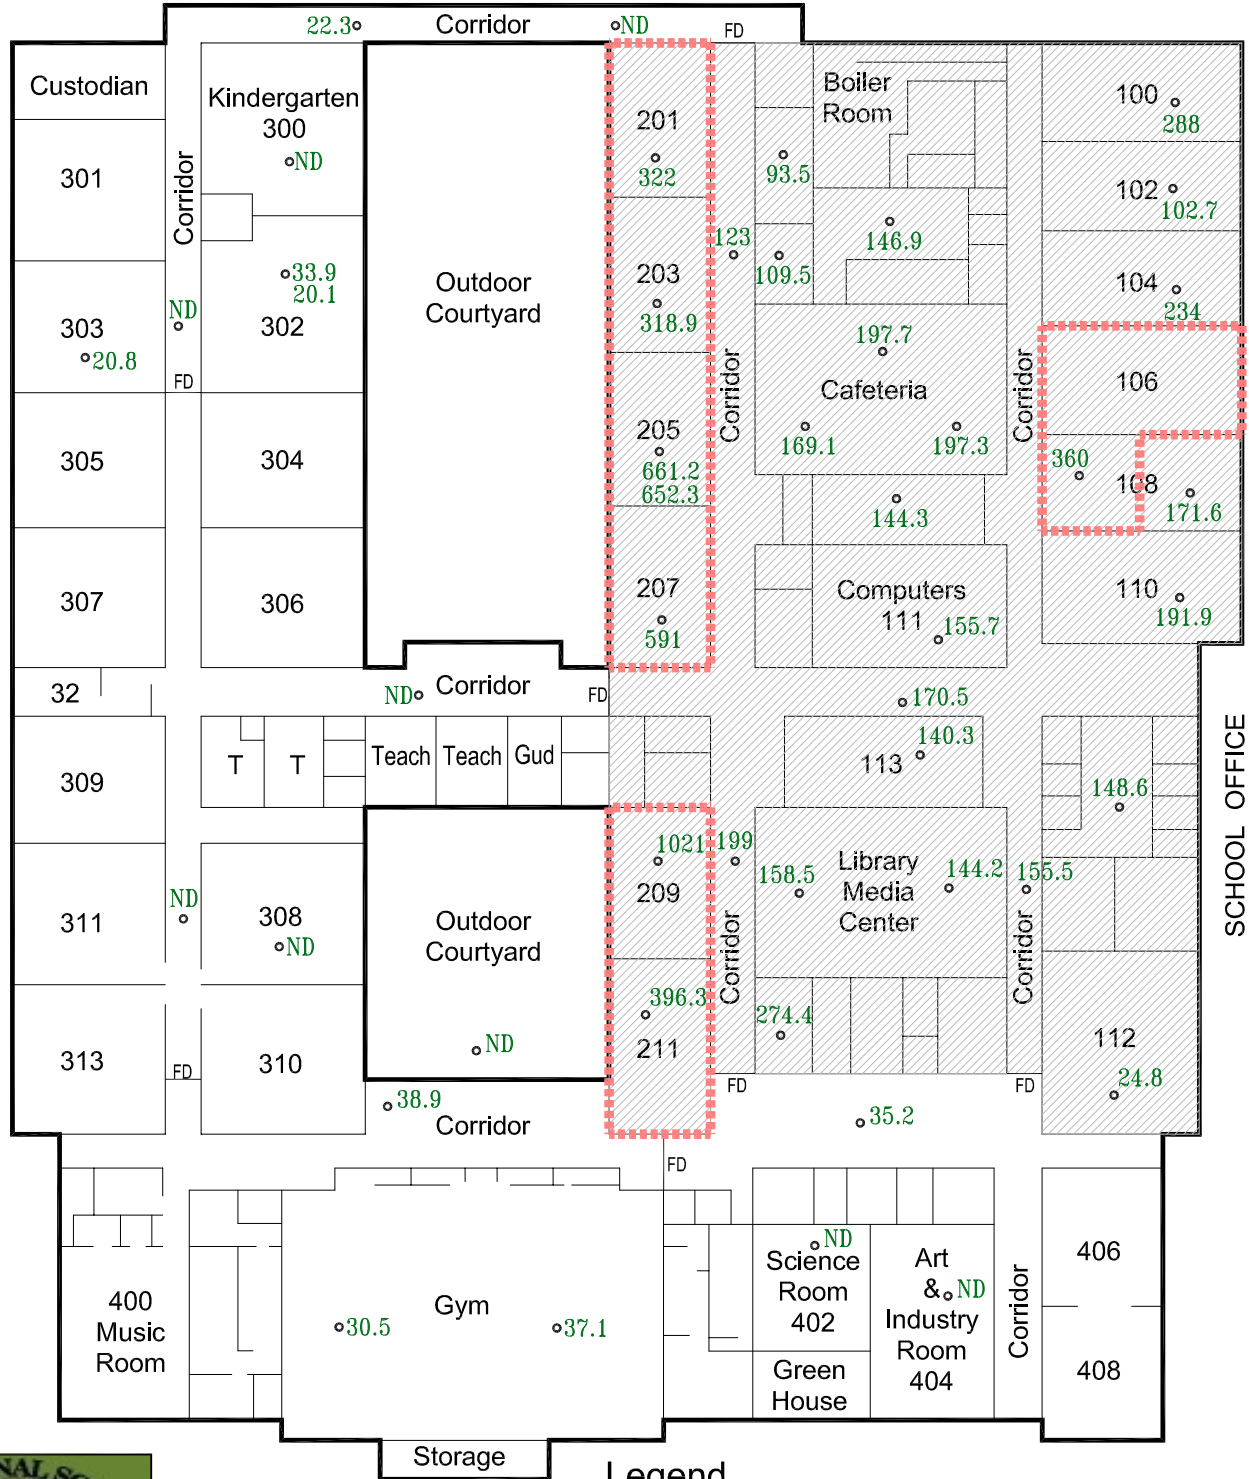 22.3
Corridor
ND
FD
Custodian
Kindergarten
300
ND
201
322
Boiler
Room
93.5
100
288
301
Corridor
102
102.7
146.9
123
109.5
33.9
20.1
302
Outdoor
Courtyard
203
318.9
104
234
ND
303
20.8
FD
197.7
Cafeteria
169.1
197.3
Corridor
Corridor
106
305
304
205
661.2
652.3
360
108
171.6
144.3
307
306
207
591
Computers
111
155.7
110
191.9
32
ND
Corridor
FD
170.5
T
T
Teach
Teach
Gud
140.3
113
309
148.6
SCHOOL OFFICE
1021
209
199
158.5
Library
Media
Center
144.2
155.5
311
ND
308
ND
Outdoor
Courtyard
Corridor
Corridor
396.3
211
274.4
ND
313
FD
310
112
24.8
FD
FD
38.9
Corridor
35.2
FD
400
Music
Room
Gym
30.5
37.1
ND
Science
Room
402
Green
House
Art
&
ND
Industry
Room
404
Corridor
406
408
Storage
Legend